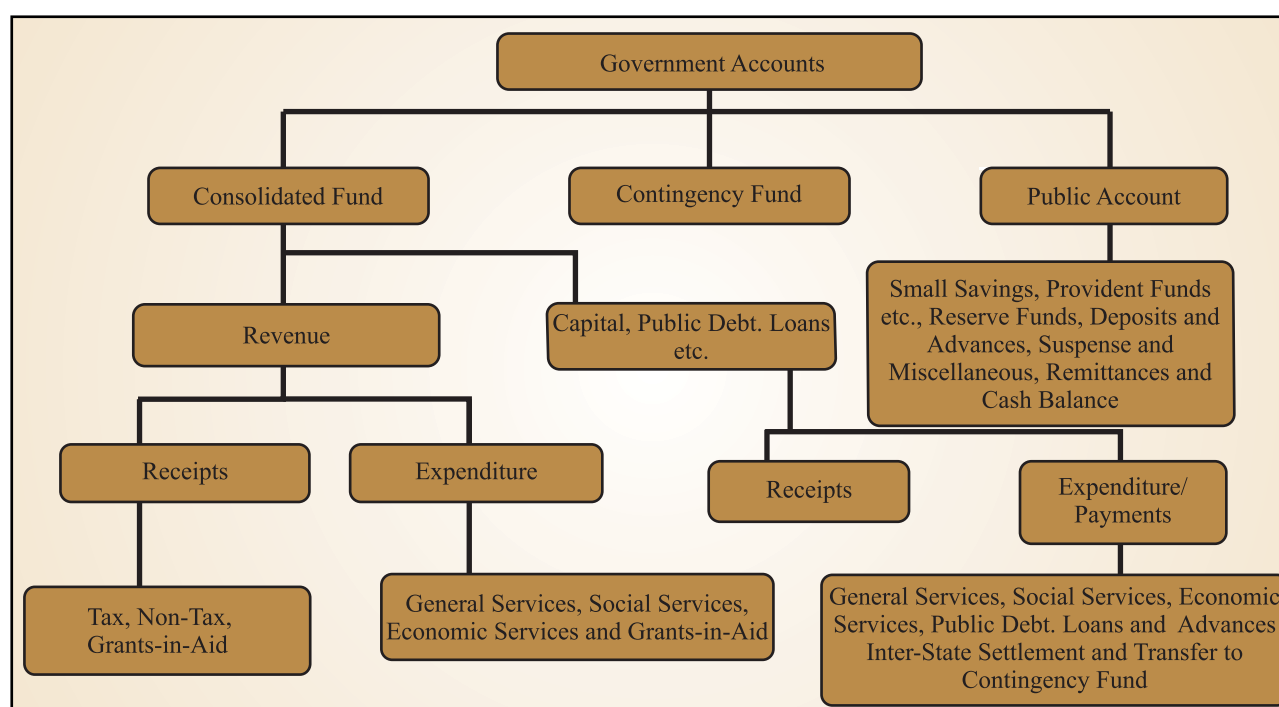 Government Accounts
Consolidated Fund
Contingency Fund
Public Account
Revenue
Capital, Public Debt. Loans
etc.
Small Savings, Provident Funds
etc., Reserve Funds, Deposits and
Advances, Suspense and
Miscellaneous, Remittances and
Cash Balance
Receipts
Expenditure
Receipts
Expenditure/
Payments
Tax, Non-Tax,
Grants-in-Aid
General Services, Social Services,
Economic Services and Grants-in-Aid
General Services, Social Services, Economic
Services, Public Debt. Loans and Advances
Inter-State Settlement and Transfer to
Contingency Fund